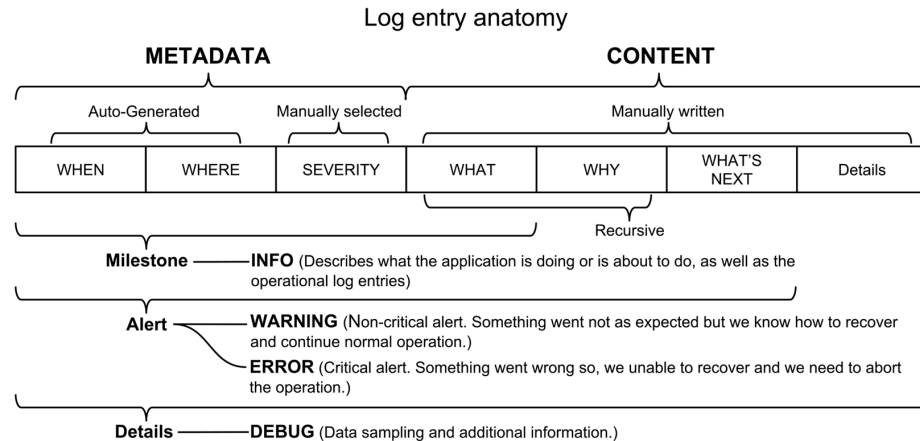 Log entry anatomy
METADATA
CONTENT
Auto-Generated
Manually selected
Manually written
WHEN
WHERE
SEVERITY
WHAT
WHY
WHAT'S
NEXT
Details
Recursive
Milestone
INFO (Describes what the application is doing or is about to do, as well as the
operational log entries)
Alert
WARNING (Non-critical alert. Something went not as expected but we know how to recover
and continue normal operation.)
ERROR (Critical alert. Something went wrong so, we unable to recover and we need to abort
the operation.)
Details
DEBUG (Data sampling and additional information.)